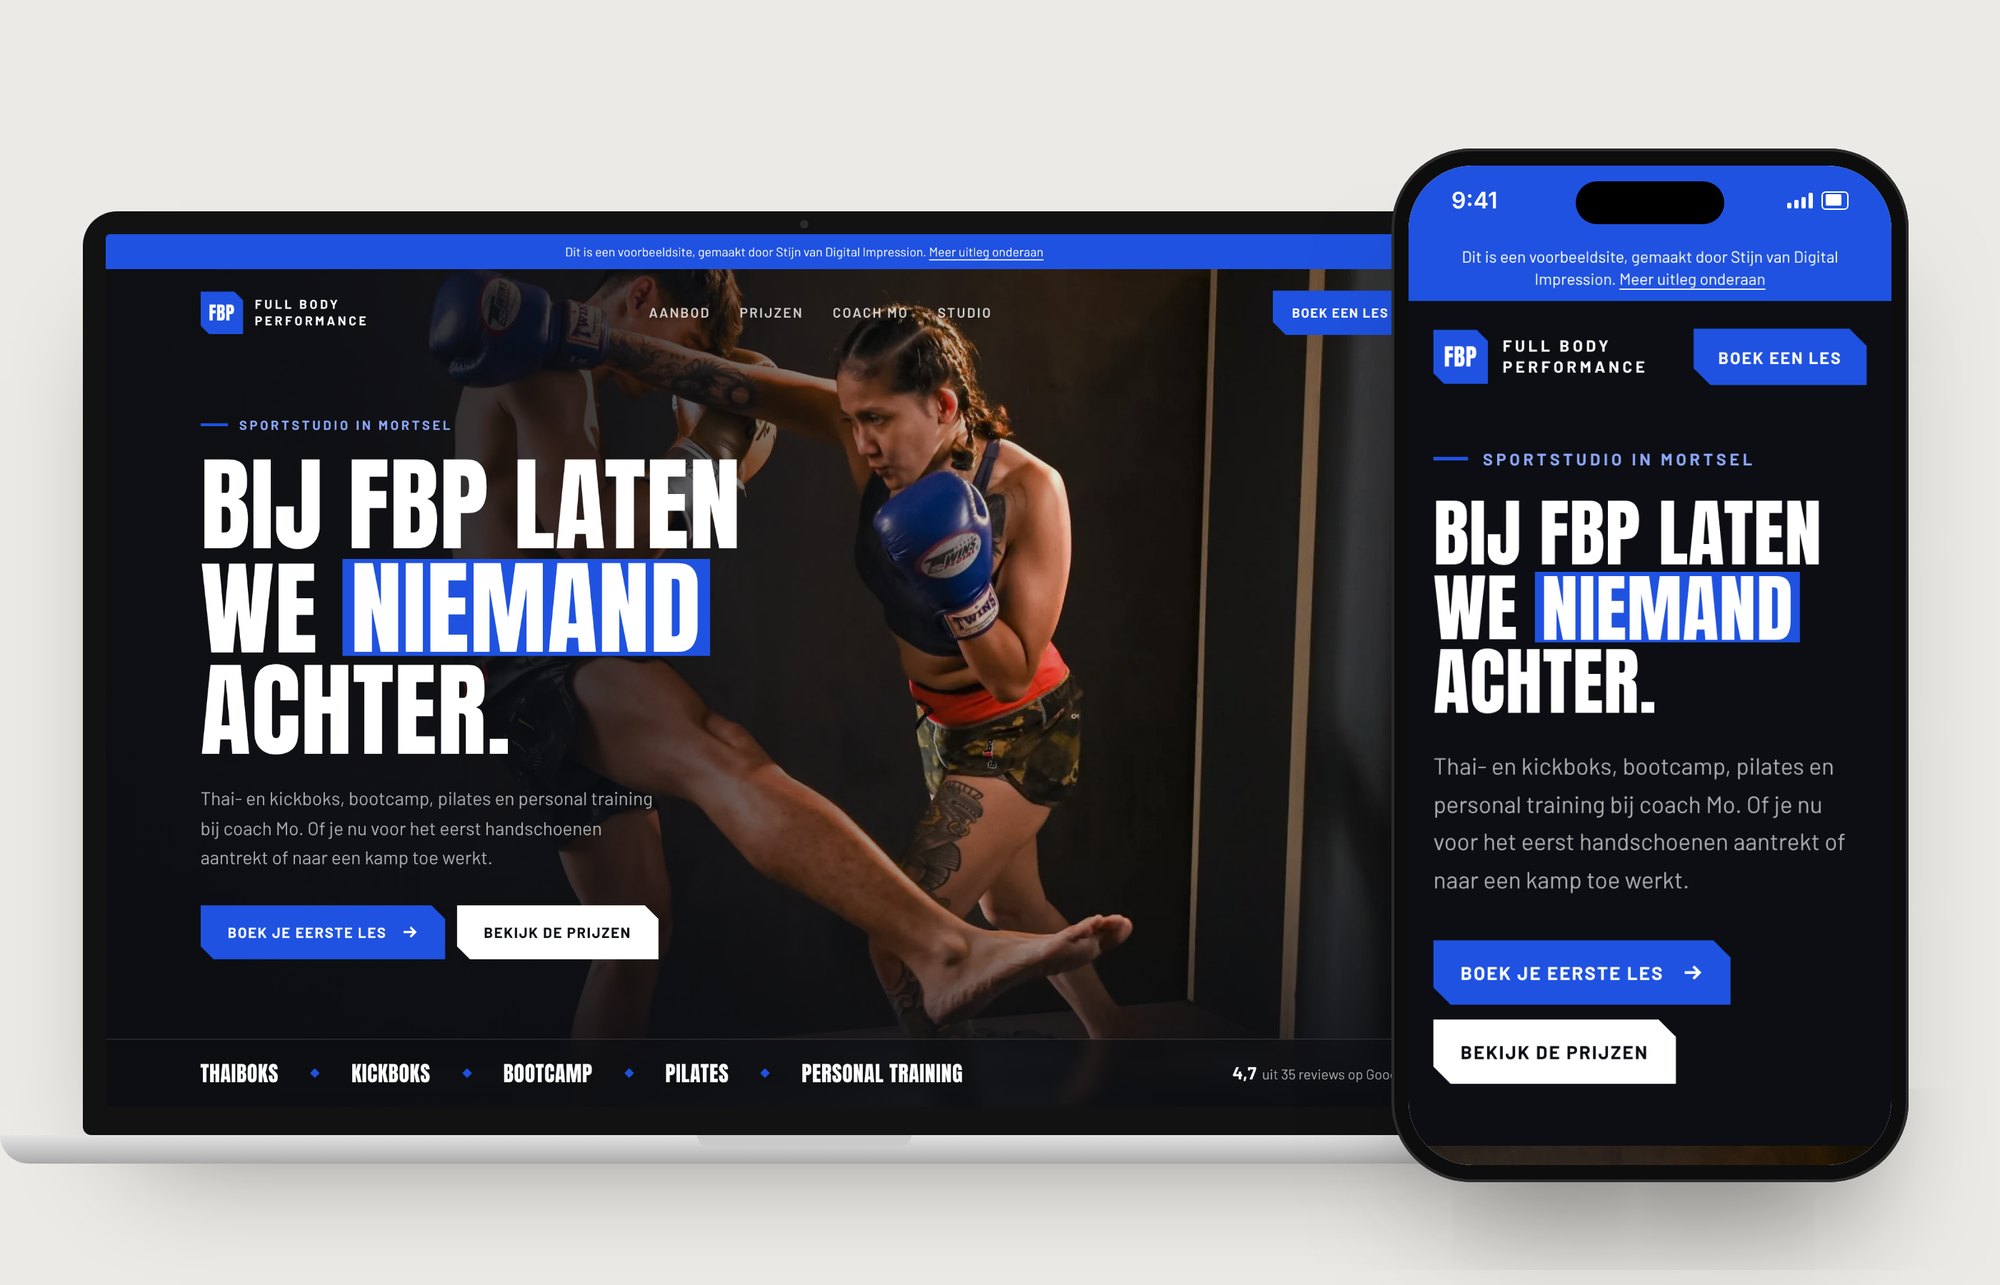 Dit is een voorbeeldsite, gemaakt door Stijn van Digital Impression. Meer uitleg onderaan
FBP
FULL BODY
PERFORMANCE
AANBOD
PRIJZEN
COACH MO
STUDIO
BOEK EEN LES
SPORTSTUDIO IN MORTSEL
BIJ FBP LATEN
WE NIEMAND
ACHTER.
Thai- en kickboks, bootcamp, pilates en personal training
bij coach Mo. Of je nu voor het eerst handschoenen
aantrekt of naar een kamp toe werkt.
BOEK JE EERSTE LES →
BEKIJK DE PRIJZEN
TWINS
TWINS
THAIBOKS
KICKBOKS
BOOTCAMP
PILATES
PERSONAL TRAINING
4,7 uit 35 reviews op
9:41
Dit is een voorbeeldsite, gemaakt door Stijn van Digital
Impression. Meer uitleg onderaan
FBP
FULL BODY
PERFORMANCE
BOEK EEN LES
SPORTSTUDIO IN MORTSEL
BIJ FBP LATEN
WE NIEMAND
ACHTER.
Thai- en kickboks, bootcamp, pilates en
personal training bij coach Mo. Of je nu
voor het eerst handschoenen aantrekt of
naar een kamp toe werkt.
BOEK JE EERSTE LES →
BEKIJK DE PRIJZEN